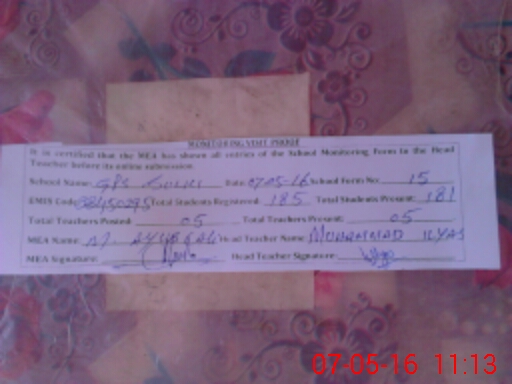 MONITORING VISIT PROOF
It is certified that the MEA has shown all entries of the School Monitoring Form to the Head
Teacher before its online submission.
School Name: GPS Date: 07-05-16 School Form No: 15
EMIS Code: 38450295 Total Students Registered: 185 Total Students Present: 181
Total Teachers Posted: 05 Total Teachers Present: 05
MEA Name: M. Head Teacher Name: MUHAMMAD ILYAS
MEA Signature: Head Teacher Signature:
07-05-16 11:13